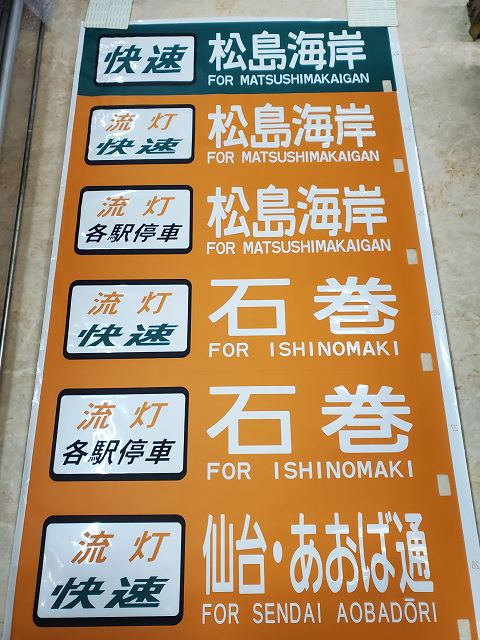 快速 松島海岸
FOR MATSUSHIMAKAIGAN
流灯 松島海岸
快速 FOR MATSUSHIMAKAIGAN
流灯 松島海岸
各駅停車 FOR MATSUSHIMAKAIGAN
流灯 石巻
快速 FOR ISHINOMAKI
流灯 石巻
各駅停車 FOR ISHINOMAKI
流灯 仙台・あおば通
快速 FOR SENDAI AOBADŌRI